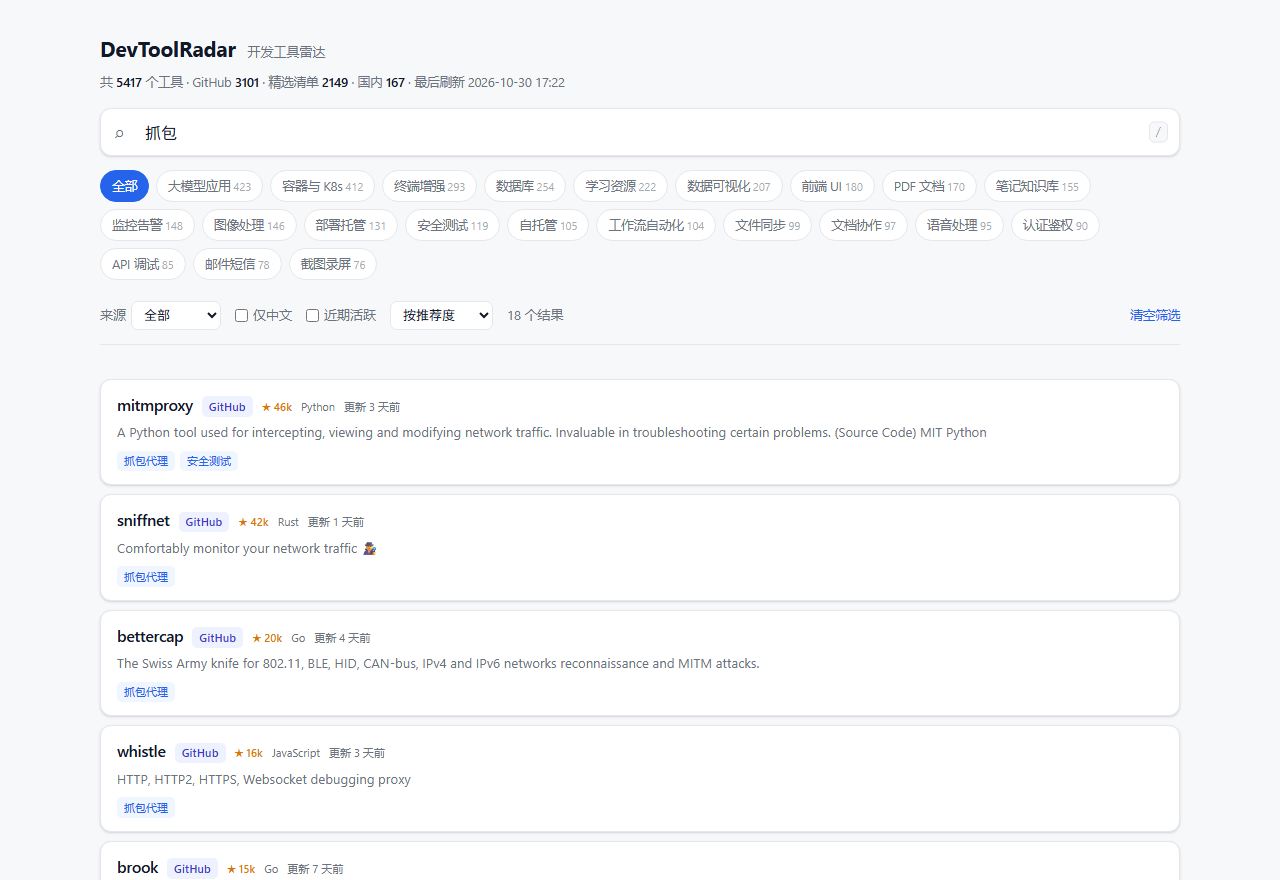 DevToolRadar 开发工具雷达
共 5417 个工具 · GitHub 3101 · 精选清单 2149 · 国内 167 · 最后刷新 2026-10-30 17:22
抓包 /
全部 大模型应用 423 容器与 K8s 412 终端增强 293 数据库 254 学习资源 222 数据可视化 207 前端 UI 180 PDF 文档 170 笔记知识库 155
监控告警 148 图像处理 146 部署托管 131 安全测试 119 自托管 105 工作流自动化 104 文件同步 99 文档协作 97 语音处理 95 认证鉴权 90
API 调试 85 邮件短信 78 截图录屏 76
来源 全部 仅中文 近期活跃 按推荐度 18 个结果 清空筛选
mitmproxy GitHub ★ 46k Python 更新 3 天前
A Python tool used for intercepting, viewing and modifying network traffic. Invaluable in troubleshooting certain problems. (Source Code) MIT Python
抓包代理 安全测试
sniffnet GitHub ★ 42k Rust 更新 1 天前
Comfortably monitor your network traffic 🕵️‍♂️
抓包代理
bettercap GitHub ★ 20k Go 更新 4 天前
The Swiss Army knife for 802.11, BLE, HID, CAN-bus, IPv4 and IPv6 networks reconnaissance and MITM attacks.
抓包代理
whistle GitHub ★ 16k JavaScript 更新 3 天前
HTTP, HTTP2, HTTPS, Websocket debugging proxy
抓包代理
brook GitHub ★ 15k Go 更新 7 天前